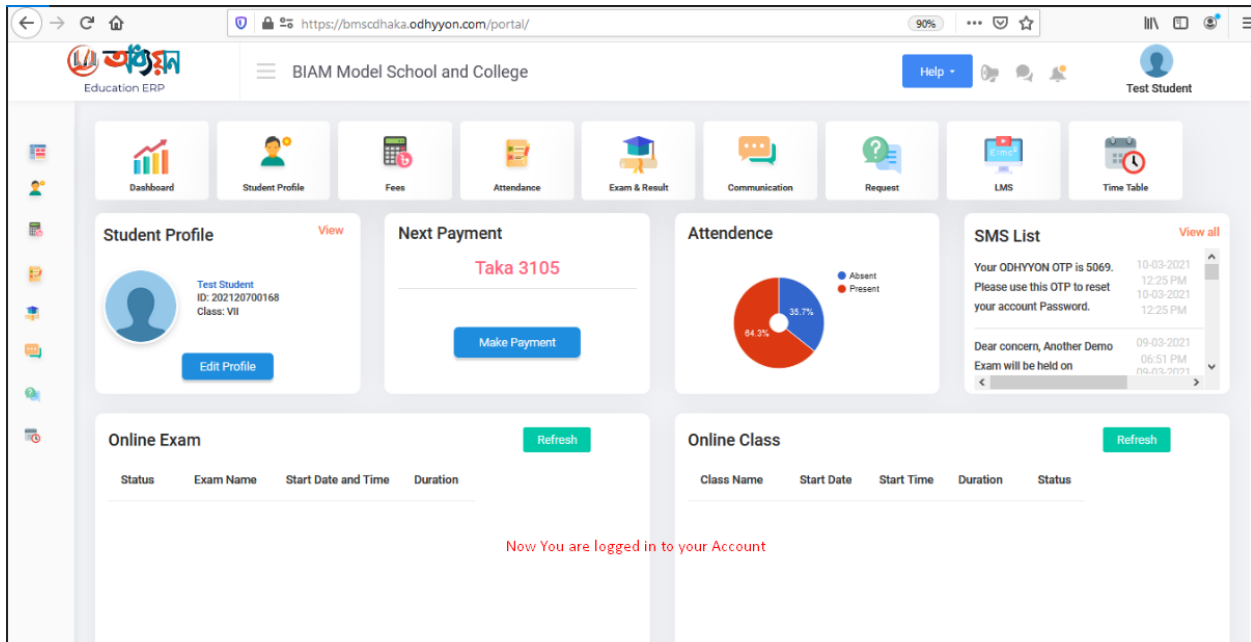 https://bmscdhaka.odhyyon.com/portal/
90%
অধ্যয়ন
Education ERP
BIAM Model School and College
Help
Test Student
Dashboard
Student Profile
Fees
Attendance
Exam & Result
Communication
Request
LMS
Time Table
Student Profile
View
Test Student
ID: 202120700168
Class: VII
Edit Profile
Next Payment
Taka 3105
Make Payment
Attendence
Absent
Present
35.7%
64.3%
SMS List
View all
Your ODHYYON OTP is 5069.
Please use this OTP to reset
your account Password.
10-03-2021
12:25 PM
10-03-2021
12:25 PM
Dear concern, Another Demo
Exam will be held on
09-03-2021
06:51 PM
09-03-2021
Online Exam
Refresh
Status Exam Name Start Date and Time Duration
Online Class
Refresh
Class Name Start Date Start Time Duration Status
Now You are logged in to your Account